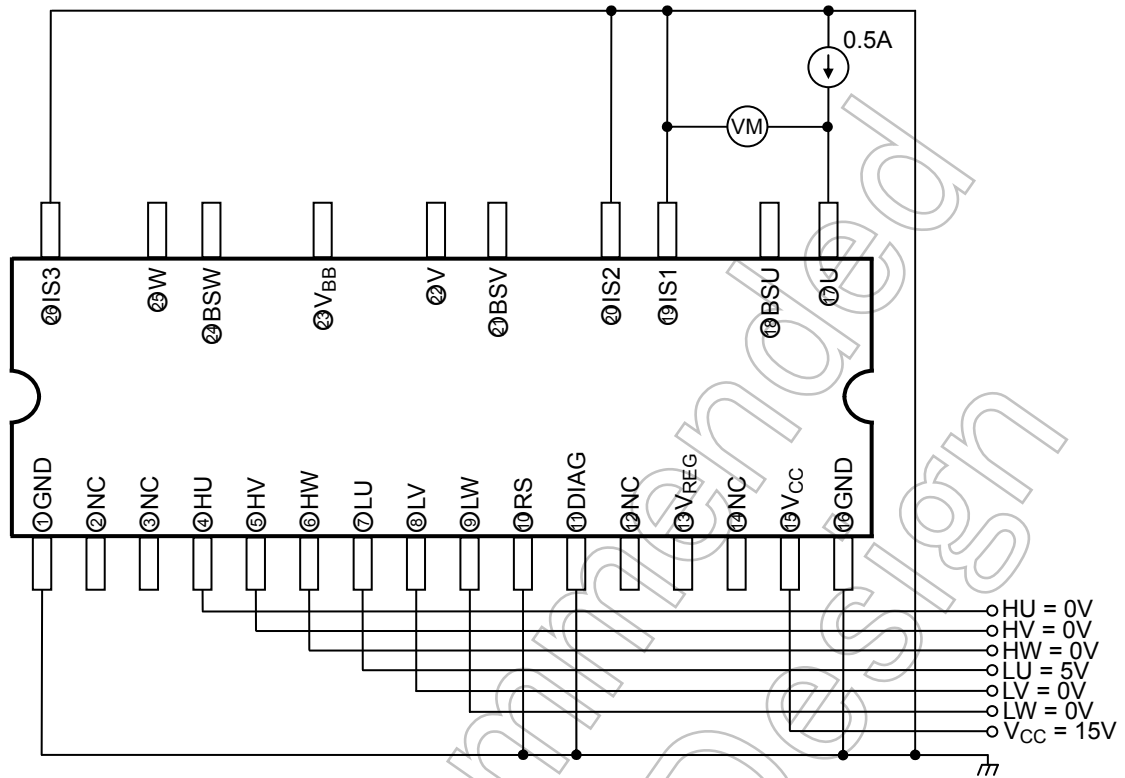 0.5A
VM
㉖IS3
㉕W
㉔BSW
㉓VBB
㉒V
㉑BSV
⑳IS2
⑲IS1
⑱BSU
⑰U
①GND
②NC
③NC
④HU
⑤HV
⑥HW
⑦LU
⑧LV
⑨LW
⑩RS
⑪DIAG
⑫NC
⑬VREG
⑭NC
⑮VCC
⑯GND
HU = 0V
HV = 0V
HW = 0V
LU = 5V
LV = 0V
LW = 0V
VCC = 15V
mmended
Design